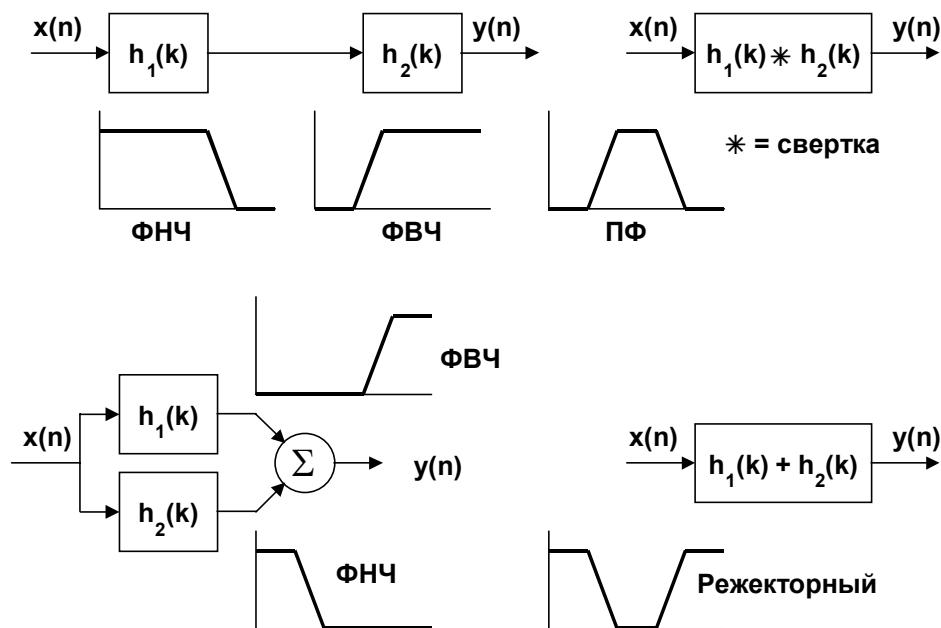 x(n)
h₁(k)
h₂(k)
y(n)
x(n)
h₁(k) ∗ h₂(k)
y(n)
ФНЧ
ФВЧ
ПФ
∗ = свертка
ФВЧ
x(n)
h₁(k)
h₂(k)
Σ
y(n)
ФНЧ
x(n)
h₁(k) + h₂(k)
y(n)
Режекторный